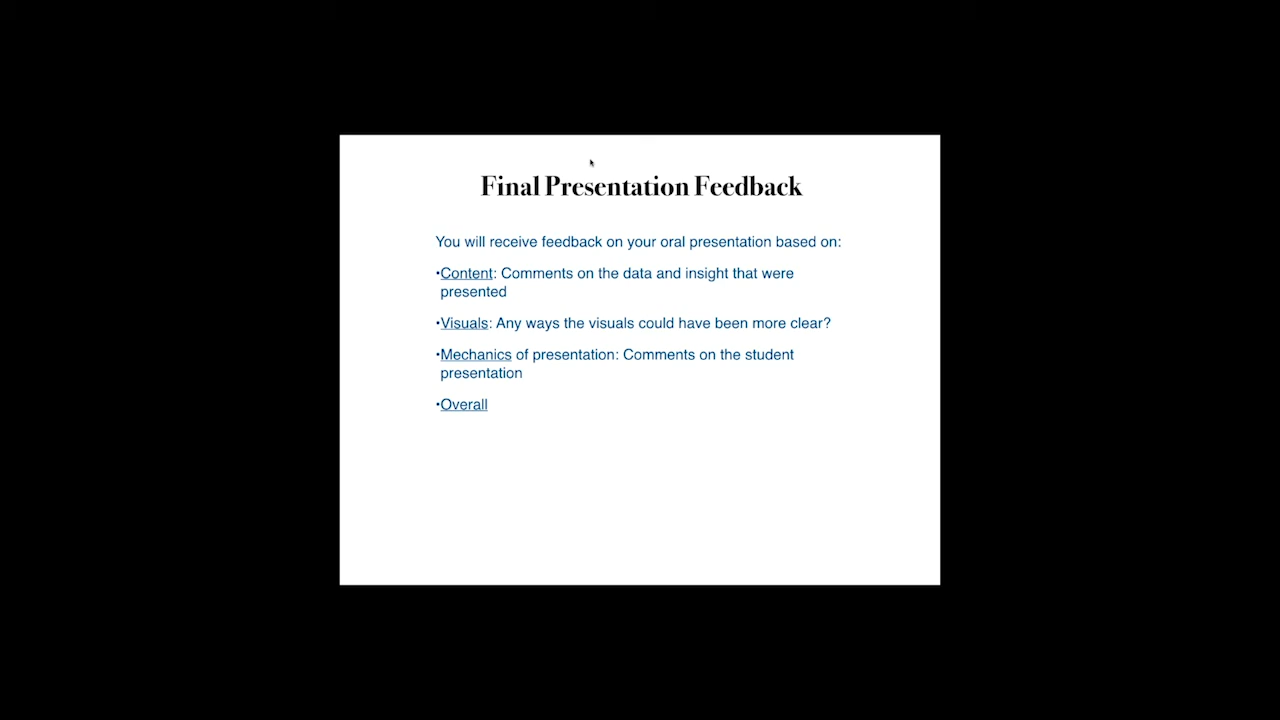 Final Presentation Feedback
You will receive feedback on your oral presentation based on:
•Content: Comments on the data and insight that were
presented
•Visuals: Any ways the visuals could have been more clear?
•Mechanics of presentation: Comments on the student
presentation
•Overall